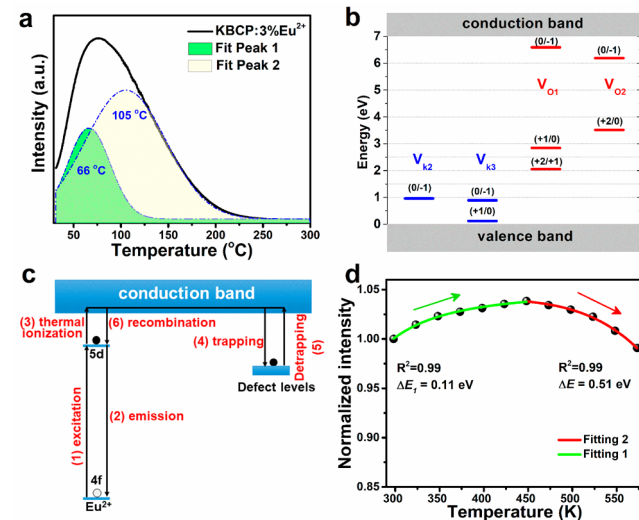 a
KBCP:3%Eu²⁺
Fit Peak 1
Fit Peak 2
105 °C
66 °C
50
100
150
200
250
300
Temperature (°C)
Intensity (a.u.)
b
conduction band
7
6
5
4
3
2
1
0
Energy (eV)
(0/-1)
(0/-1)
V_O1
V_O2
(+2/0)
(+1/0)
V_k2
V_k3
(+2/+1)
(0/-1)
(0/-1)
(+1/0)
valence band
c
conduction band
(3) thermal
ionization
(6) recombination
(4) trapping
Detrapping
(5)
5d
Defect levels
(1) excitation
(2) emission
4f
Eu²⁺
d
1.05
1.00
0.95
0.90
0.85
Normalized intensity
R²=0.99
ΔE₁ = 0.11 eV
R²=0.99
ΔE = 0.51 eV
Fitting 2
Fitting 1
300
350
400
450
500
550
Temperature (K)